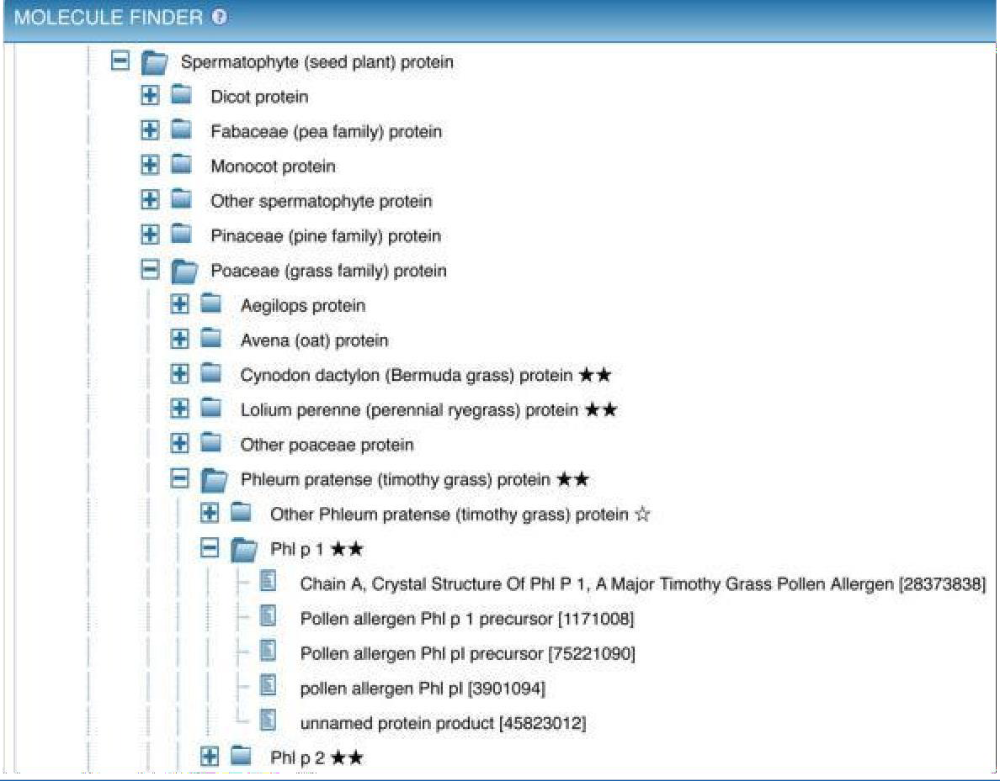 MOLECULE FINDER ?
Spermatophyte (seed plant) protein
Dicot protein
Fabaceae (pea family) protein
Monocot protein
Other spermatophyte protein
Pinaceae (pine family) protein
Poaceae (grass family) protein
Aegilops protein
Avena (oat) protein
Cynodon dactylon (Bermuda grass) protein ★★
Lolium perenne (perennial ryegrass) protein ★★
Other poaceae protein
Phleum pratense (timothy grass) protein ★★
Other Phleum pratense (timothy grass) protein ☆
Phl p 1 ★★
Chain A, Crystal Structure Of Phl P 1, A Major Timothy Grass Pollen Allergen [28373838]
Pollen allergen Phl p 1 precursor [1171008]
Pollen allergen Phl pI precursor [75221090]
pollen allergen Phl pI [3901094]
unnamed protein product [45823012]
Phl p 2 ★★